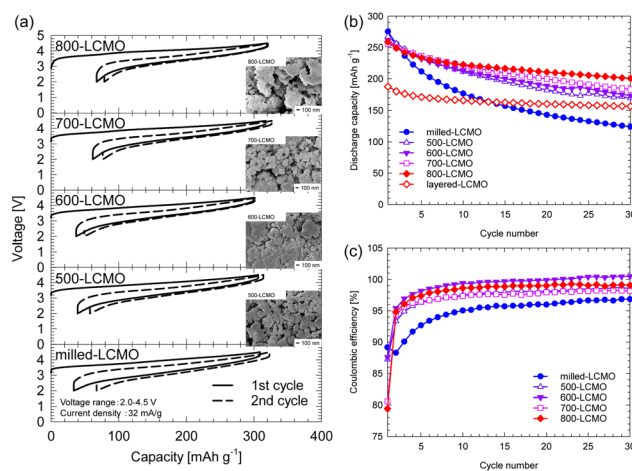 (a)
Voltage [V]
5
4
3
2
1
0
800-LCMO
800-LCMO
100 nm
4
3
2
1
0
700-LCMO
700-LCMO
100 nm
4
3
2
1
0
600-LCMO
600-LCMO
100 nm
4
3
2
1
0
500-LCMO
500-LCMO
100 nm
4
3
2
1
0
milled-LCMO
1st cycle
2nd cycle
Voltage range : 2.0-4.5 V
Current density : 32 mA/g
0 100 200 300 400
Capacity [mAh g-1]
(b)
Discharge capacity [mAh g-1]
300
250
200
150
100
50
0
milled-LCMO
500-LCMO
600-LCMO
700-LCMO
800-LCMO
layered-LCMO
5 10 15 20 25 30
Cycle number
(c)
Coulombic efficiency [%]
105
100
95
90
85
80
75
milled-LCMO
500-LCMO
600-LCMO
700-LCMO
800-LCMO
5 10 15 20 25 30
Cycle number